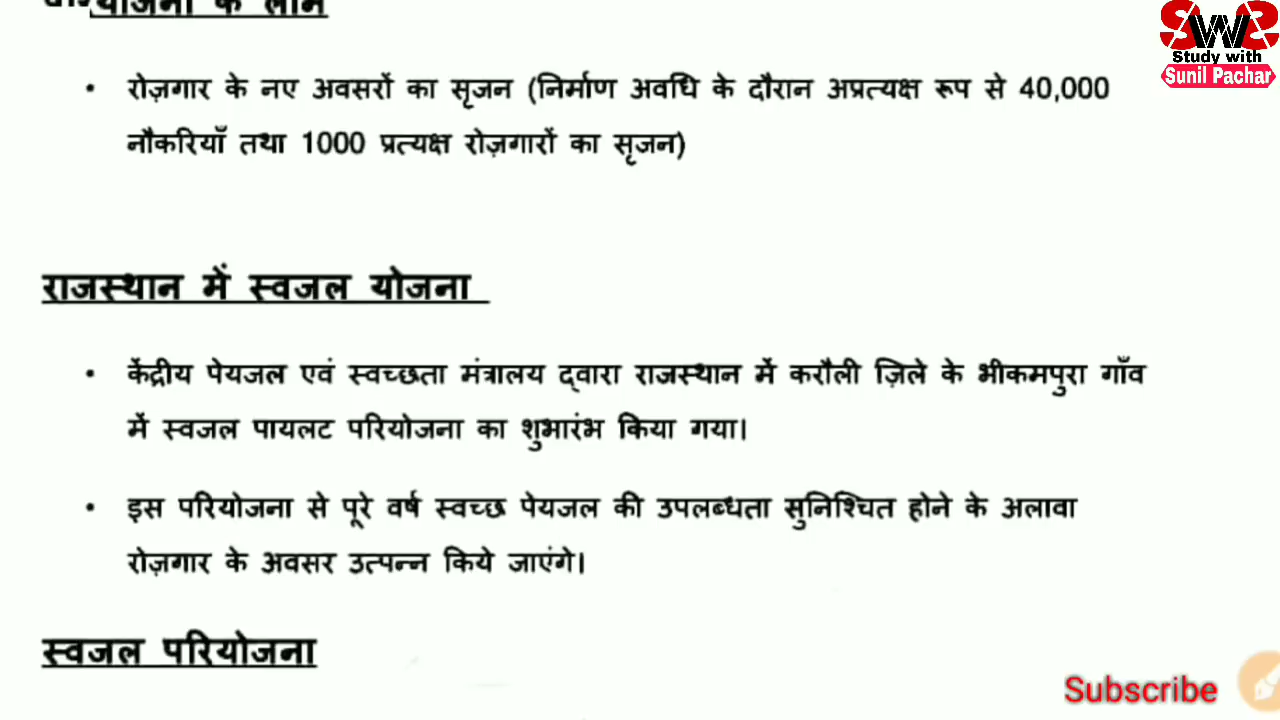 योजना के लाभ
SWS
Study with
Sunil Pachar
• रोज़गार के नए अवसरों का सृजन (निर्माण अवधि के दौरान अप्रत्यक्ष रूप से 40,000
नौकरियाँ तथा 1000 प्रत्यक्ष रोज़गारों का सृजन)
राजस्थान में स्वजल योजना
• केंद्रीय पेयजल एवं स्वच्छता मंत्रालय द्वारा राजस्थान में करौली ज़िले के भीकमपुरा गाँव
में स्वजल पायलट परियोजना का शुभारंभ किया गया।
• इस परियोजना से पूरे वर्ष स्वच्छ पेयजल की उपलब्धता सुनिश्चित होने के अलावा
रोज़गार के अवसर उत्पन्न किये जाएंगे।
स्वजल परियोजना
Subscribe